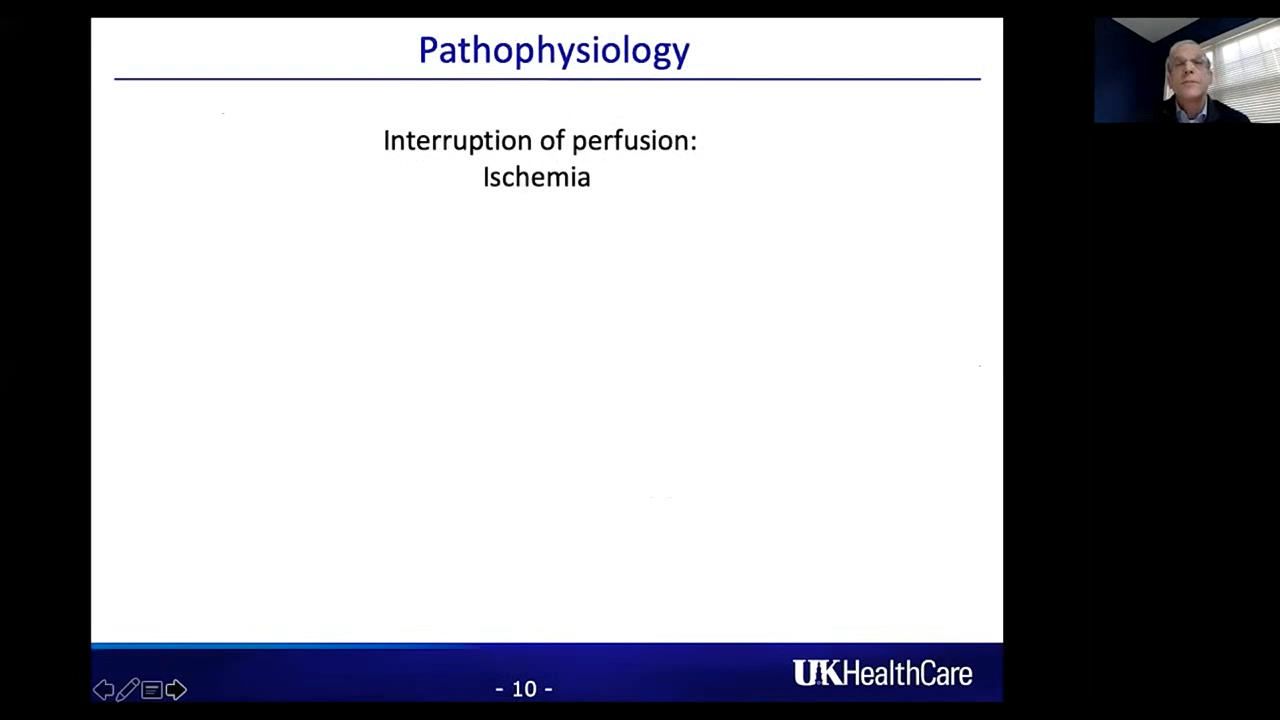 Pathophysiology
Interruption of perfusion:
Ischemia
- 10 -
UKHealthCare